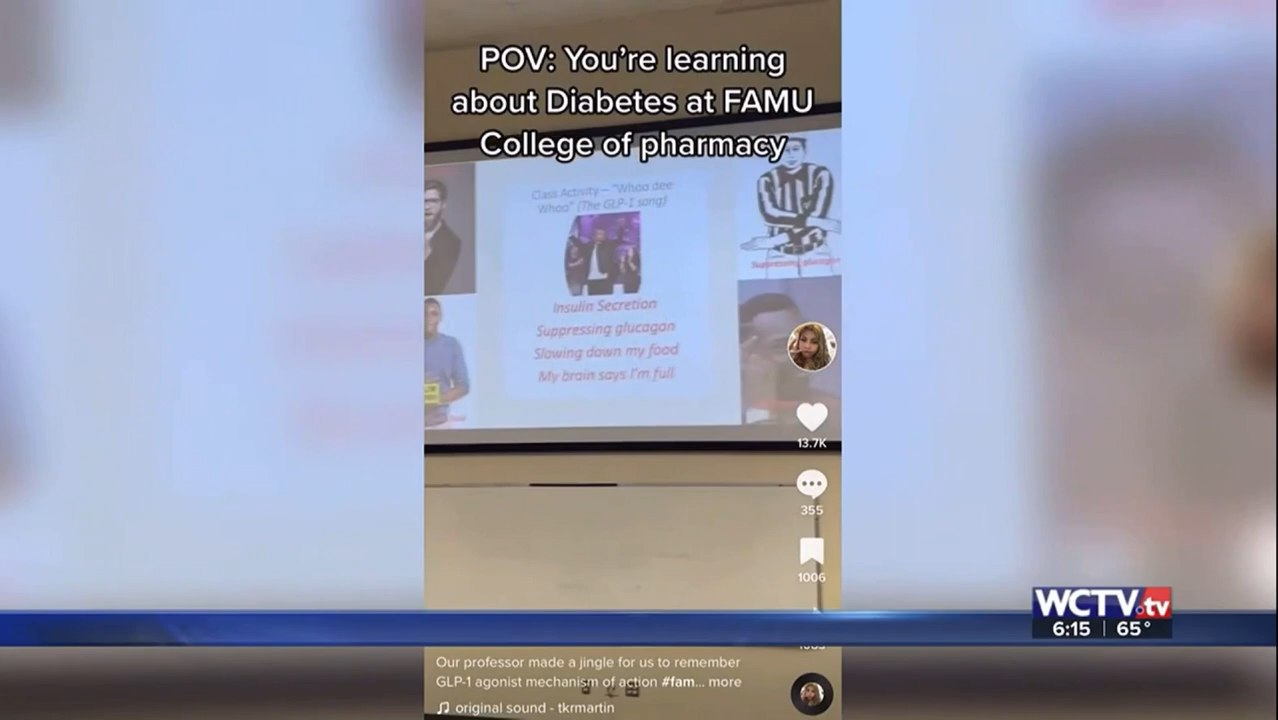 POV: You're learning
about Diabetes at FAMU
College of pharmacy
Class Activity – "Whoo dee
Whoo" (The GLP-1 song)
Insulin Secretion
Suppressing glucagon
Slowing down my food
My brain says I'm full
Suppressing glucagon
13.7K
355
1006
WCTV.tv
6:15 | 65°
Our professor made a jingle for us to remember
GLP-1 agonist mechanism of action #fam... more
original sound - tkrmartin